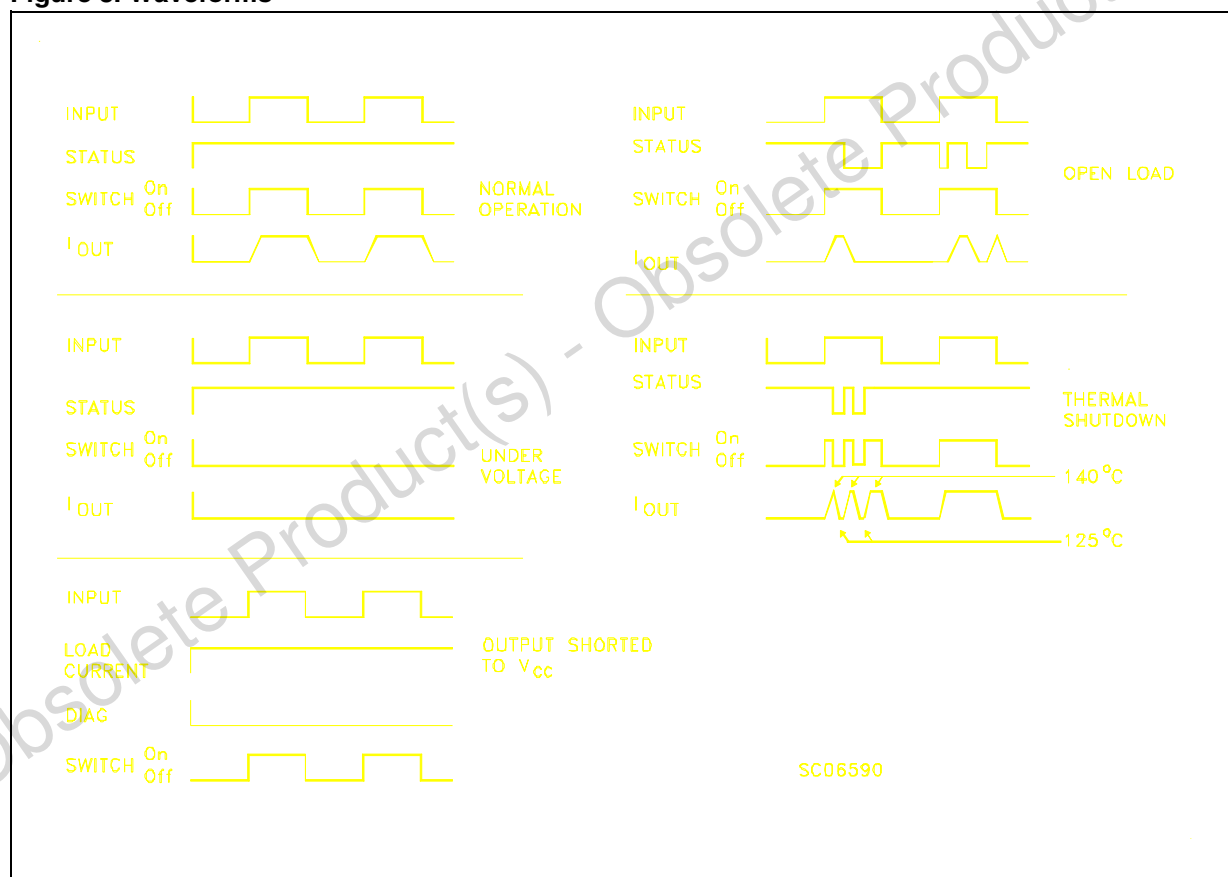 Figure 3. Waveforms
INPUT
STATUS
SWITCH On Off
IOUT
NORMAL
OPERATION
INPUT
STATUS
SWITCH On Off
IOUT
OPEN LOAD
INPUT
STATUS
SWITCH On Off
IOUT
UNDER
VOLTAGE
INPUT
STATUS
SWITCH On Off
IOUT
THERMAL
SHUTDOWN
140 °C
125 °C
INPUT
LOAD
CURRENT
DIAG
SWITCH On Off
OUTPUT SHORTED
TO VCC
SC06590
Obsolete Product(s) - Obsolete Product